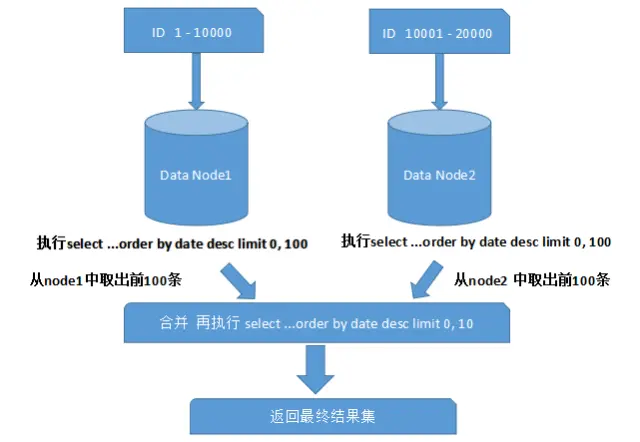 ID 1 - 10000
ID 10001 - 20000
Data Node1
Data Node2
执行select ...order by date desc limit 0, 100
执行select ...order by date desc limit 0, 100
从node1中取出前100条
从node2 中取出前100条
合并 再执行 select ...order by date desc limit 0, 10
返回最终结果集